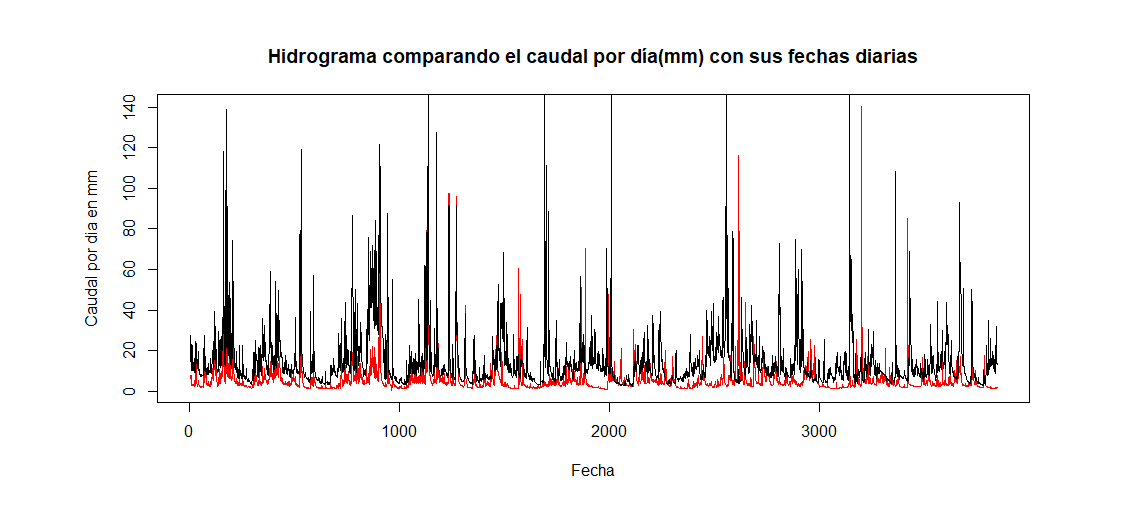 Hidrograma comparando el caudal por día(mm) con sus fechas diarias
Caudal por dia en mm
140
120
100
80
60
40
20
0
0 1000 2000 3000
Fecha